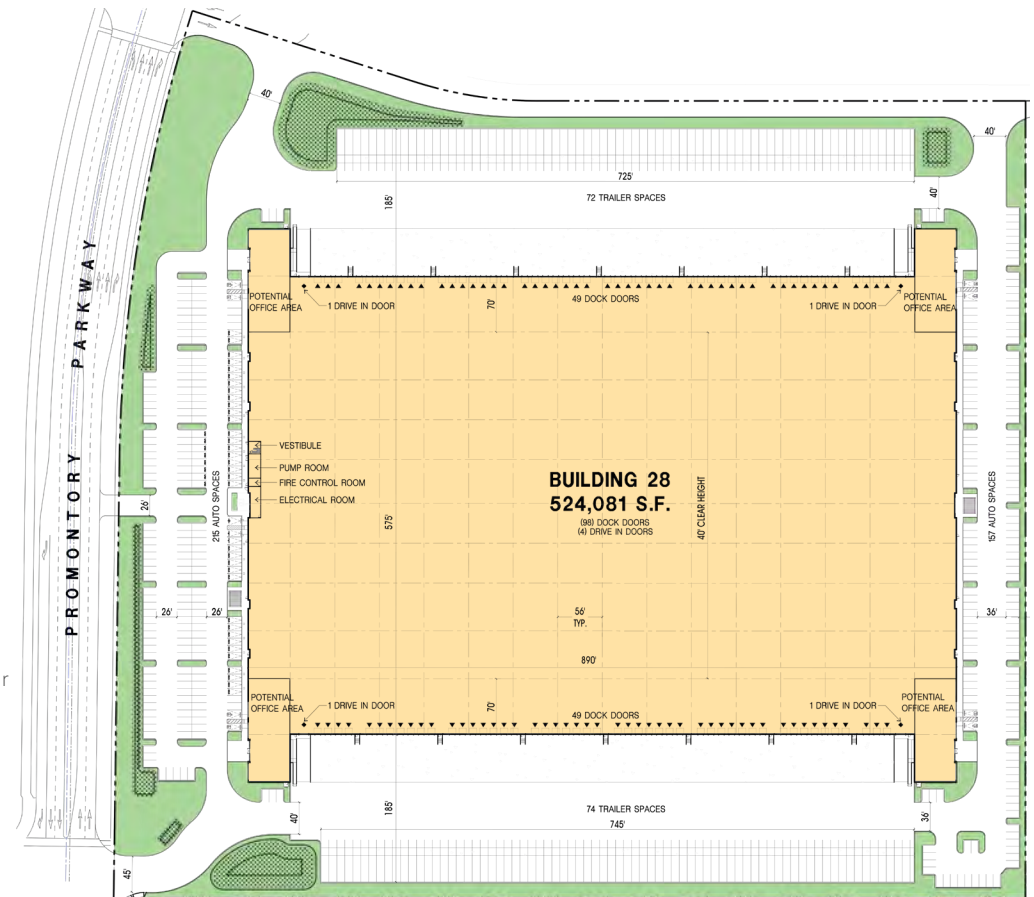 40'
40'
725'
72 TRAILER SPACES
185'
40'
POTENTIAL
OFFICE AREA
1 DRIVE IN DOOR
70'
49 DOCK DOORS
1 DRIVE IN DOOR
POTENTIAL
OFFICE AREA
PROMONTORY PARKWAY
VESTIBULE
PUMP ROOM
FIRE CONTROL ROOM
ELECTRICAL ROOM
26'
215 AUTO SPACES
575'
BUILDING 28
524,081 S.F.
(98) DOCK DOORS
(4) DRIVE IN DOORS
40' CLEAR HEIGHT
157 AUTO SPACES
26'
26'
56'
TYP.
36'
890'
r
POTENTIAL
OFFICE AREA
1 DRIVE IN DOOR
70'
49 DOCK DOORS
1 DRIVE IN DOOR
POTENTIAL
OFFICE AREA
40'
185'
74 TRAILER SPACES
745'
36'
45'